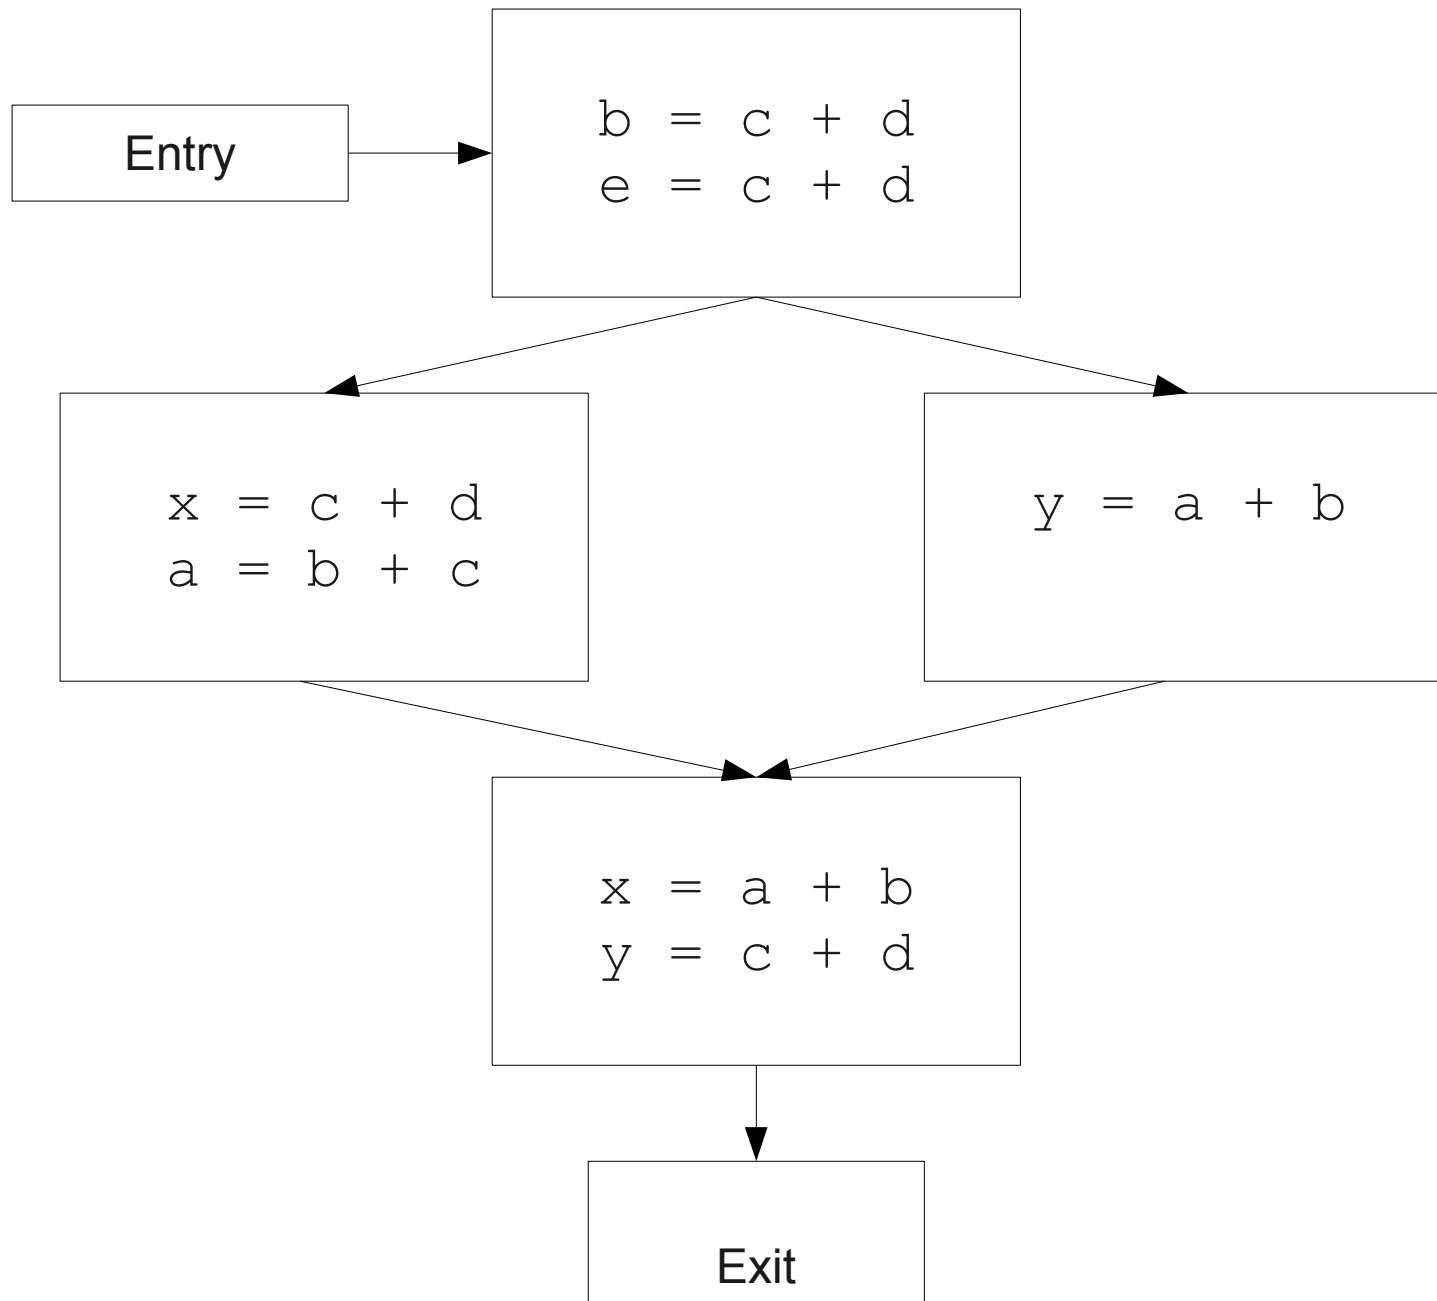 Entry
b = c + d
e = c + d
x = c + d
a = b + c
y = a + b
x = a + b
y = c + d
Exit